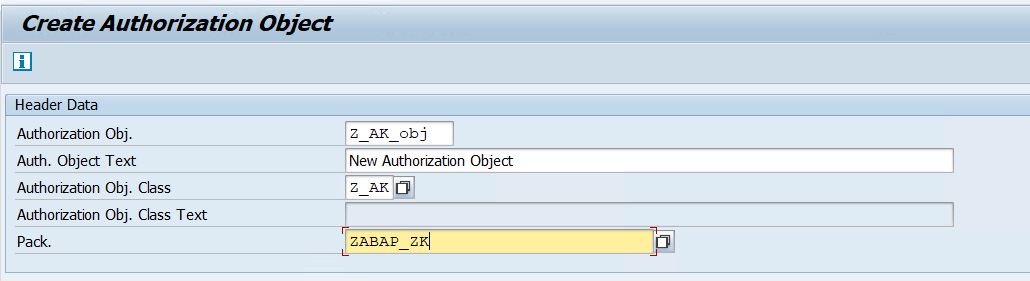 Create Authorization Object
Header Data
Authorization Obj. Z_AK_obj
Auth. Object Text New Authorization Object
Authorization Obj. Class Z_AK
Authorization Obj. Class Text
Pack. ZABAP_ZK